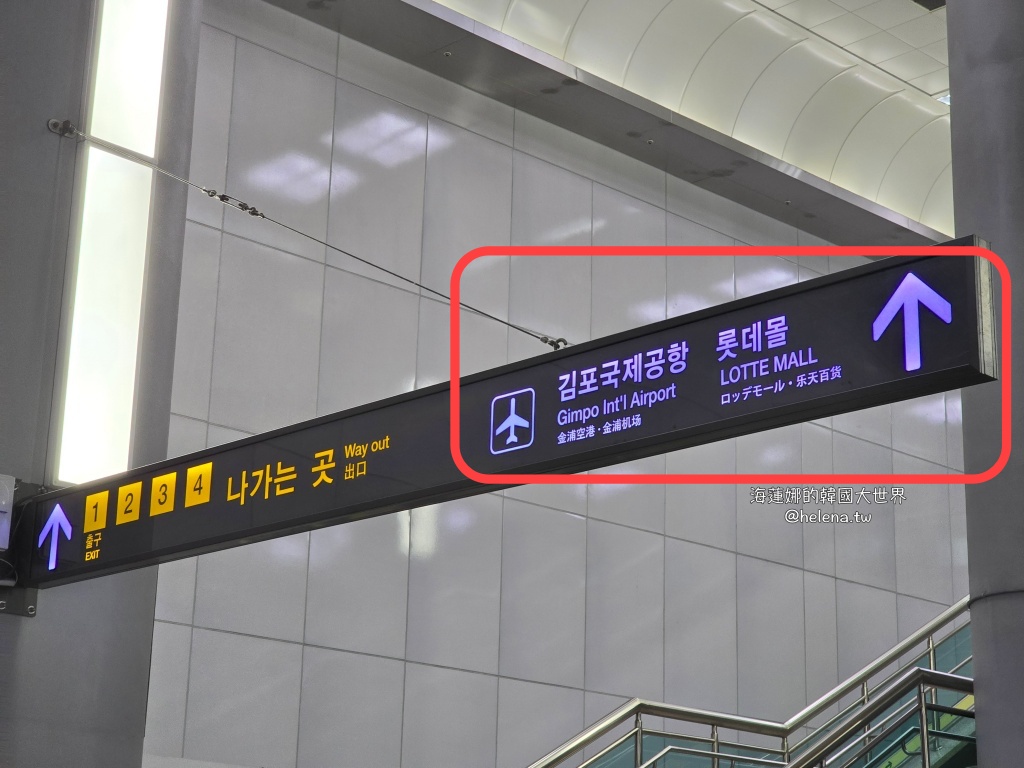 1 2 3 4
출구
EXIT
나가는 곳
Way out
出口
김포국제공항
Gimpo Int'l Airport
金浦空港・金浦机场
롯데몰
LOTTE MALL
ロッデモール・乐天百货
海蓮娜的韓國大世界
@helena.tw